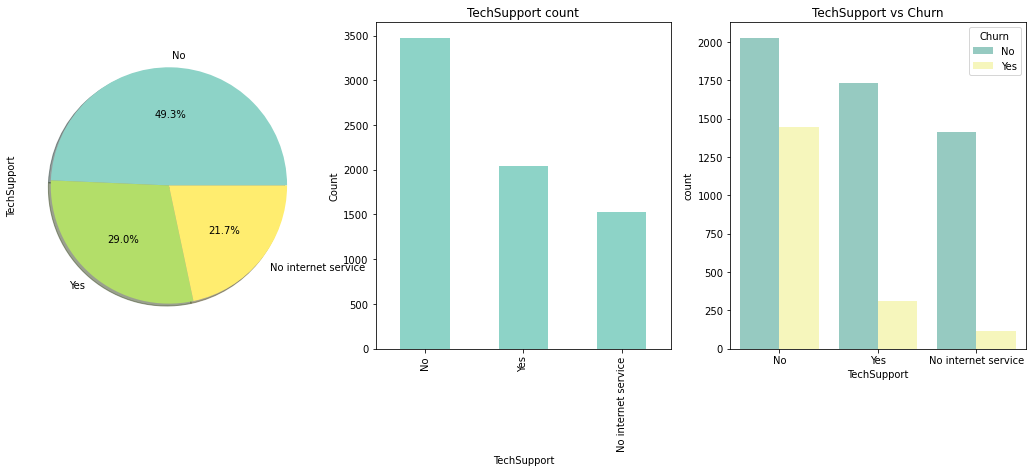 TechSupport
No
49.3%
29.0%
21.7%
Yes
No internet service
TechSupport count
Count
3500
3000
2500
2000
1500
1000
500
0
No
Yes
No internet service
TechSupport
TechSupport vs Churn
Churn
No
Yes
count
2000
1750
1500
1250
1000
750
500
250
0
No
Yes
No internet service
TechSupport